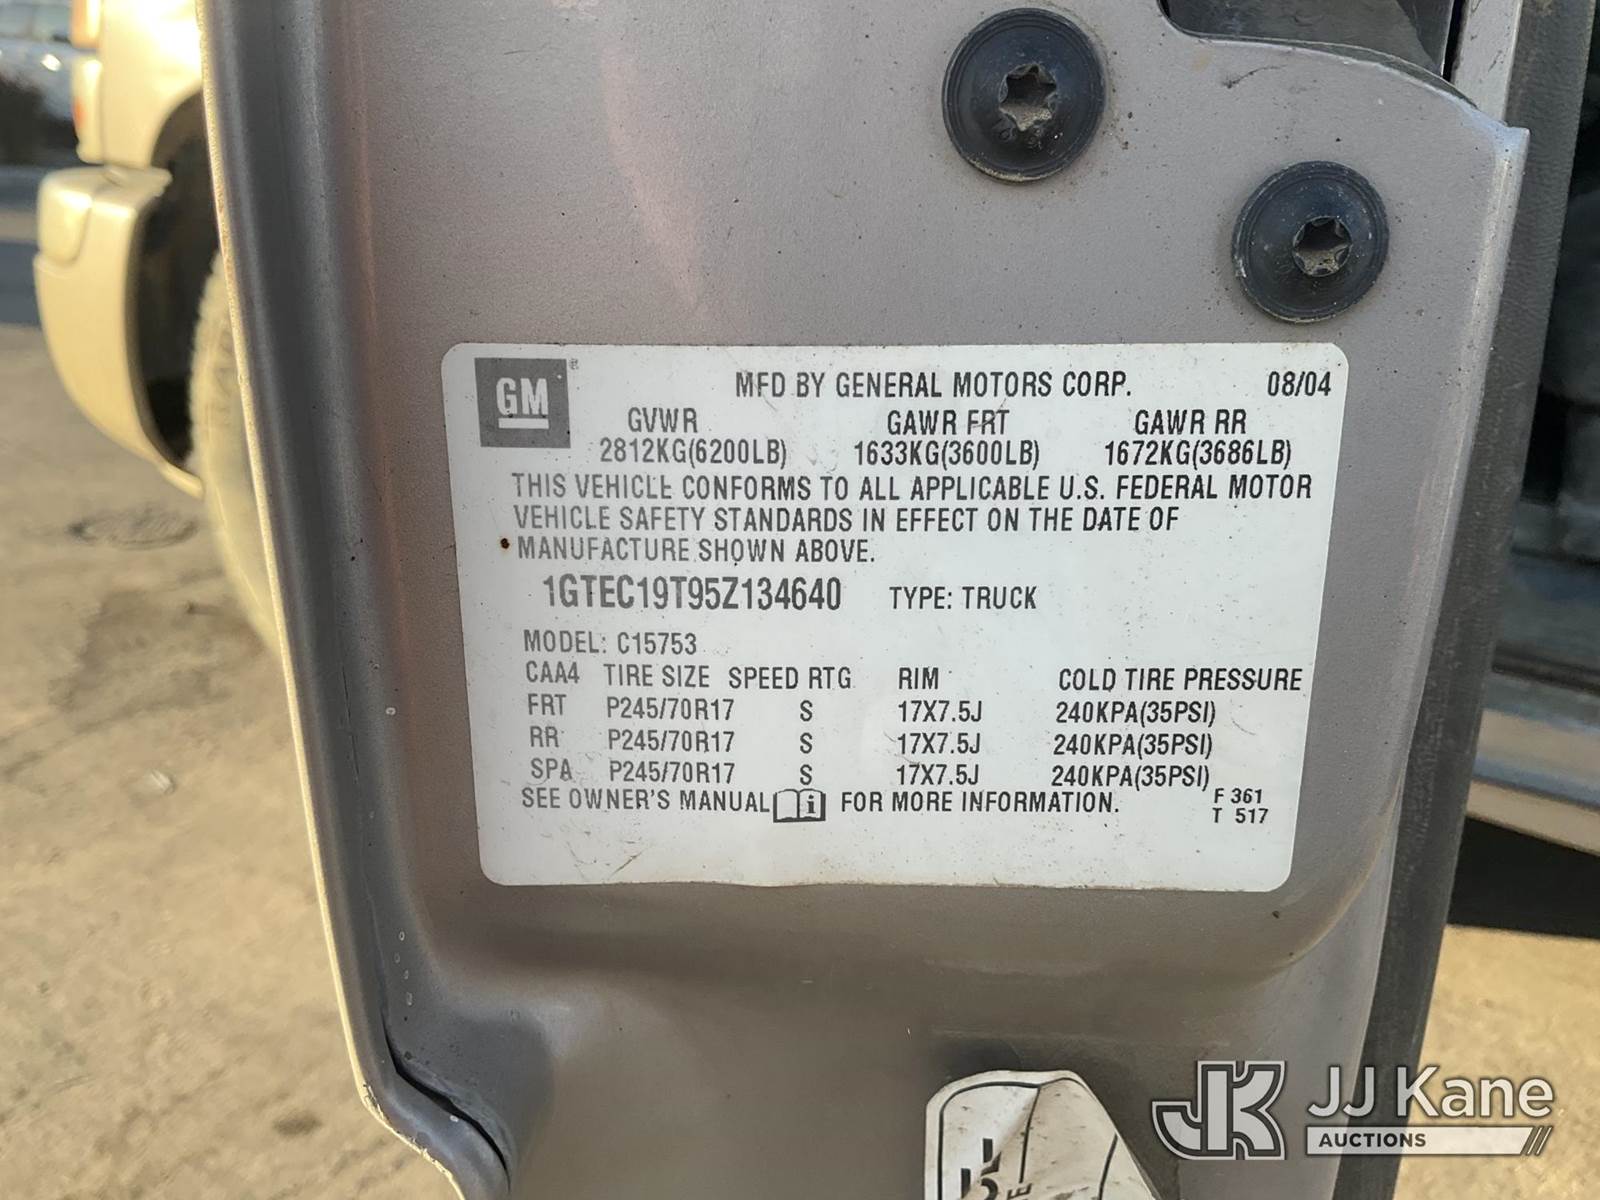 GM ® MFD BY GENERAL MOTORS CORP. 08/04
GVWR GAWR FRT GAWR RR
2812KG(6200LB) 1633KG(3600LB) 1672KG(3686LB)
THIS VEHICLE CONFORMS TO ALL APPLICABLE U.S. FEDERAL MOTOR
VEHICLE SAFETY STANDARDS IN EFFECT ON THE DATE OF
MANUFACTURE SHOWN ABOVE.
1GTEC19T95Z134640 TYPE: TRUCK
MODEL: C15753
CAA4 TIRE SIZE SPEED RTG RIM COLD TIRE PRESSURE
FRT P245/70R17 S 17X7.5J 240KPA(35PSI)
RR P245/70R17 S 17X7.5J 240KPA(35PSI)
SPA P245/70R17 S 17X7.5J 240KPA(35PSI)
SEE OWNER'S MANUAL i FOR MORE INFORMATION. F 361
T 517
JK JJ Kane
AUCTIONS